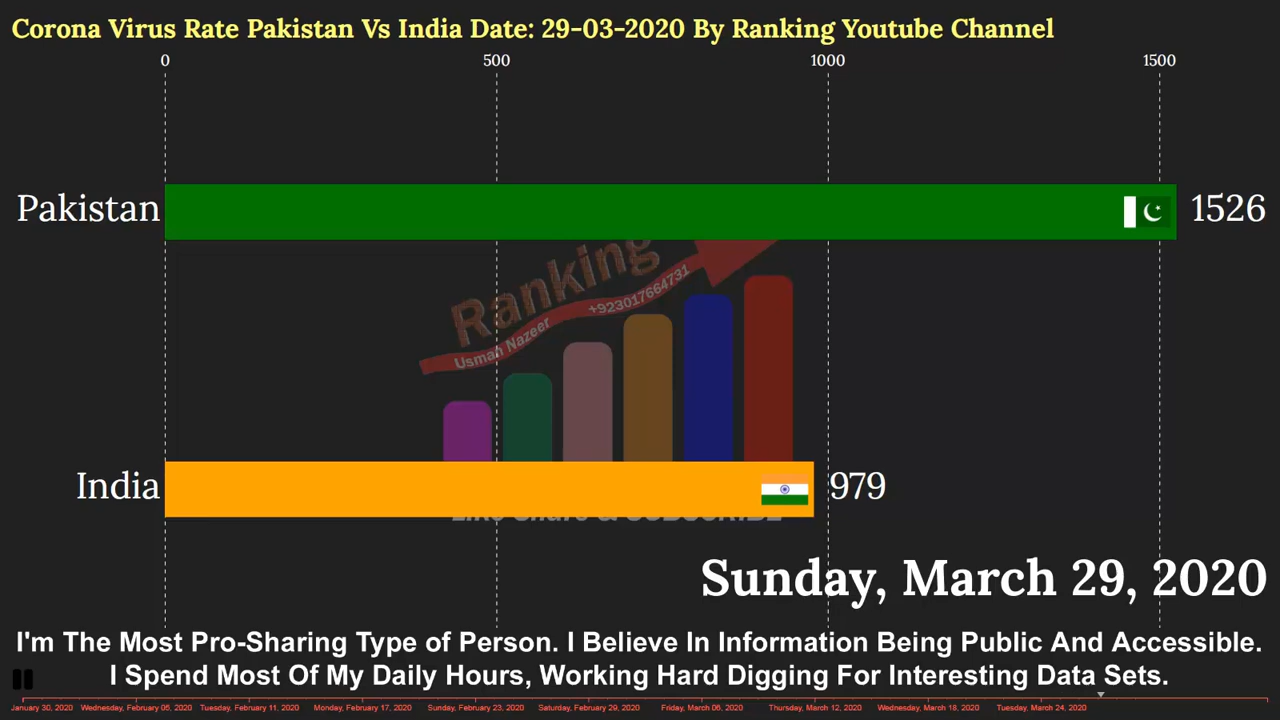 Corona Virus Rate Pakistan Vs India Date: 29-03-2020 By Ranking Youtube Channel
0 500 1000 1500
Pakistan 1526
Ranking
+923017664731
Usman Nazeer
India 979
Like Share & SUBSCRIBE
Sunday, March 29, 2020
I'm The Most Pro-Sharing Type of Person. I Believe In Information Being Public And Accessible.
I Spend Most Of My Daily Hours, Working Hard Digging For Interesting Data Sets.
January 30, 2020 Wednesday, February 05, 2020 Tuesday, February 11, 2020 Monday, February 17, 2020 Sunday, February 23, 2020 Saturday, February 29, 2020 Friday, March 06, 2020 Thursday, March 12, 2020 Wednesday, March 18, 2020 Tuesday, March 24, 2020